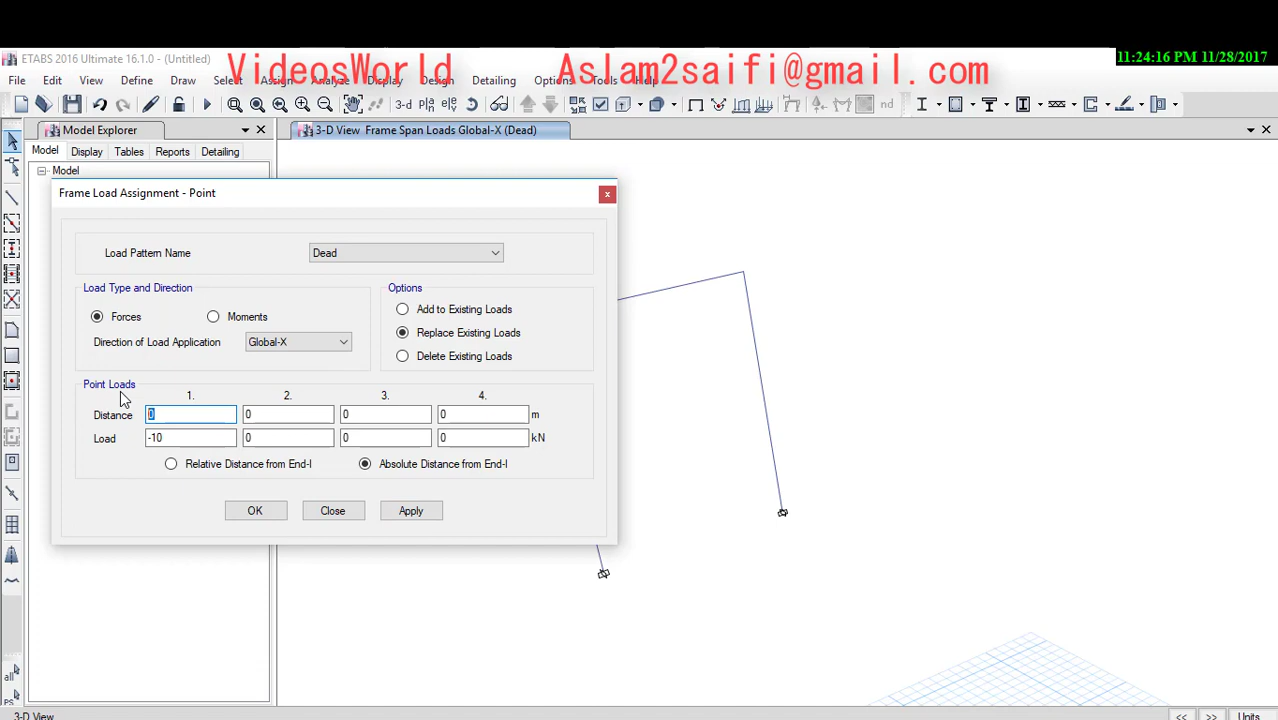 ETABS 2016 Ultimate 16.1.0 - (Untitled)
VideosWorld Aslam2saifi@gmail.com
11:24:16 PM 11/28/2017
File Edit View Define Draw Select Assign Analyze Display Design Detailing Options Tools Help
3-d
nd
Model Explorer
3-D View Frame Span Loads Global-X (Dead)
Model Display Tables Reports Detailing
Model
Frame Load Assignment - Point
x
Load Pattern Name Dead
Load Type and Direction
Options
Forces Moments
Add to Existing Loads
Direction of Load Application Global-X
Replace Existing Loads
Delete Existing Loads
Point Loads
1. 2. 3. 4.
Distance 0 0 0 0 m
Load -10 0 0 0 kN
Relative Distance from End-I Absolute Distance from End-I
OK Close Apply
all
PS
3-D View
<< >> Units